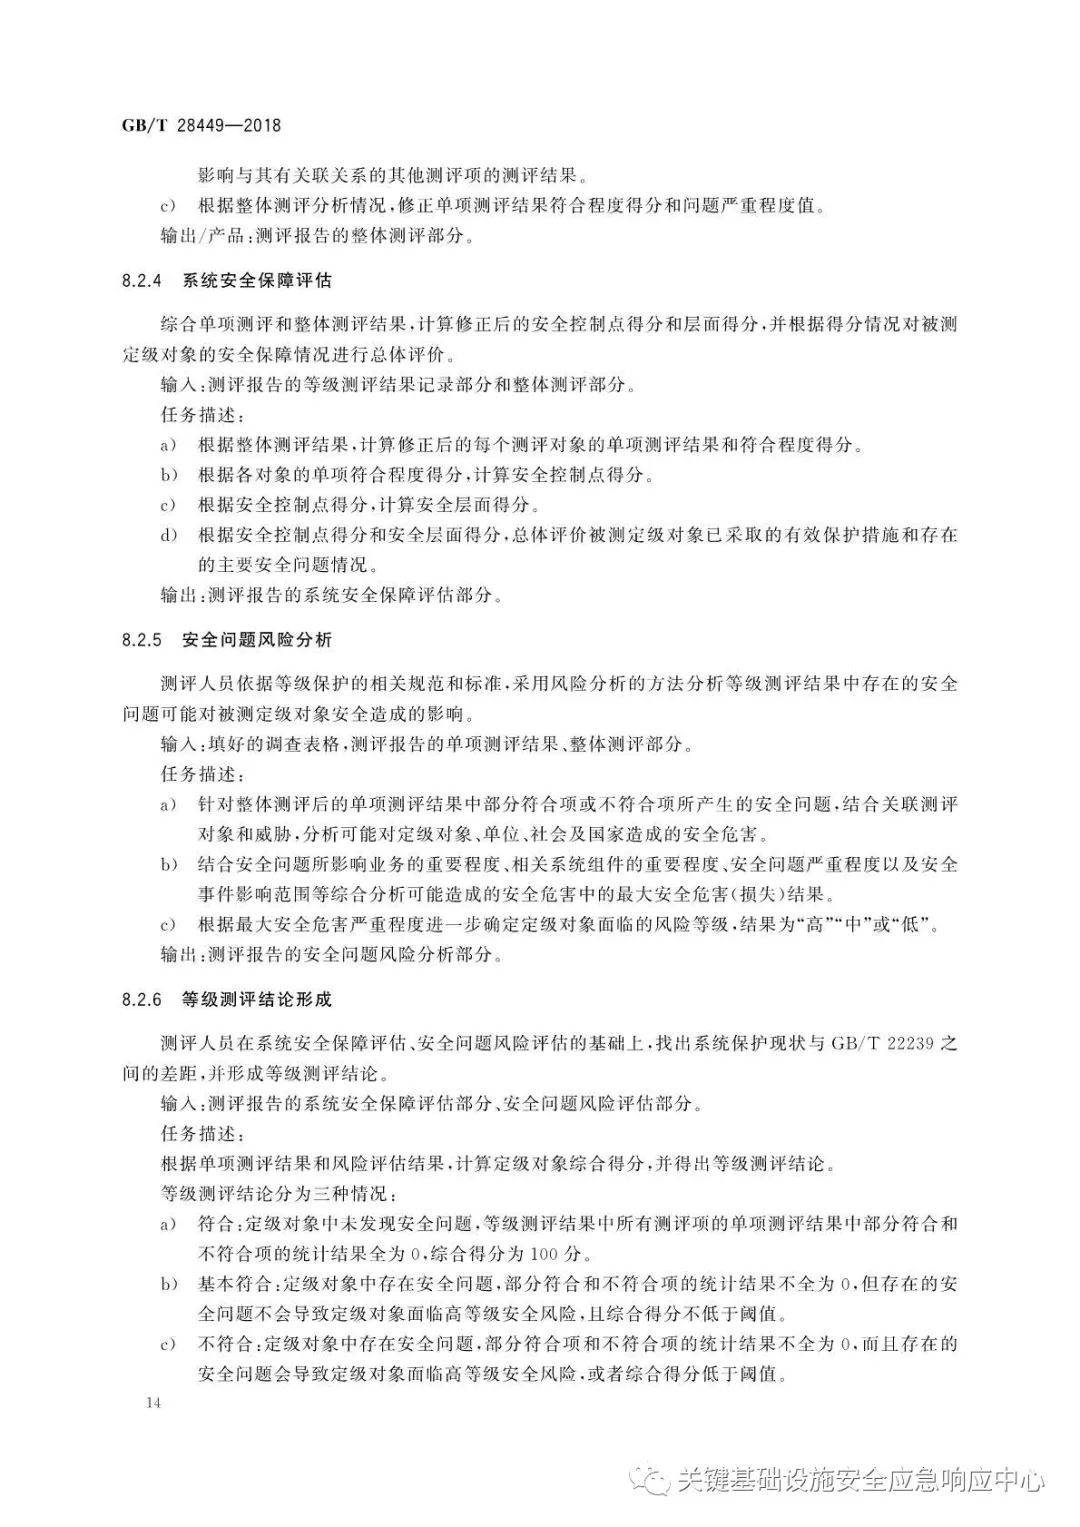 GB/T 28449—2018
影响与其有关联关系的其他测评项的测评结果。
c) 根据整体测评分析情况,修正单项测评结果符合程度得分和问题严重程度值。
输出/产品:测评报告的整体测评部分。
8.2.4 系统安全保障评估
综合单项测评和整体测评结果,计算修正后的安全控制点得分和层面得分,并根据得分情况对被测
定级对象的安全保障情况进行总体评价。
输入:测评报告的等级测评结果记录部分和整体测评部分。
任务描述:
a) 根据整体测评结果,计算修正后的每个测评对象的单项测评结果和符合程度得分。
b) 根据各对象的单项符合程度得分,计算安全控制点得分。
c) 根据安全控制点得分,计算安全层面得分。
d) 根据安全控制点得分和安全层面得分,总体评价被测定级对象已采取的有效保护措施和存在
的主要安全问题情况。
输出:测评报告的系统安全保障评估部分。
8.2.5 安全问题风险分析
测评人员依据等级保护的相关规范和标准,采用风险分析的方法分析等级测评结果中存在的安全
问题可能对被测定级对象安全造成的影响。
输入:填好的调查表格,测评报告的单项测评结果、整体测评部分。
任务描述:
a) 针对整体测评后的单项测评结果中部分符合项或不符合项所产生的安全问题,结合关联测评
对象和威胁,分析可能对定级对象、单位、社会及国家造成的安全危害。
b) 结合安全问题所影响业务的重要程度、相关系统组件的重要程度、安全问题严重程度以及安全
事件影响范围等综合分析可能造成的安全危害中的最大安全危害(损失)结果。
c) 根据最大安全危害严重程度进一步确定定级对象面临的风险等级,结果为“高”“中”或“低”。
输出:测评报告的安全问题风险分析部分。
8.2.6 等级测评结论形成
测评人员在系统安全保障评估、安全问题风险评估的基础上,找出系统保护现状与 GB/T 22239 之
间的差距,并形成等级测评结论。
输入:测评报告的系统安全保障评估部分、安全问题风险评估部分。
任务描述:
根据单项测评结果和风险评估结果,计算定级对象综合得分,并得出等级测评结论。
等级测评结论分为三种情况:
a) 符合:定级对象中未发现安全问题,等级测评结果中所有测评项的单项测评结果中部分符合和
不符合项的统计结果全为 0,综合得分为 100 分。
b) 基本符合:定级对象中存在安全问题,部分符合和不符合项的统计结果不全为 0,但存在的安
全问题不会导致定级对象面临高等级安全风险,且综合得分不低于阈值。
c) 不符合:定级对象中存在安全问题,部分符合项和不符合项的统计结果不全为 0,而且存在的
安全问题会导致定级对象面临高等级安全风险,或者综合得分低于阈值。
14
关键基础设施安全应急响应中心